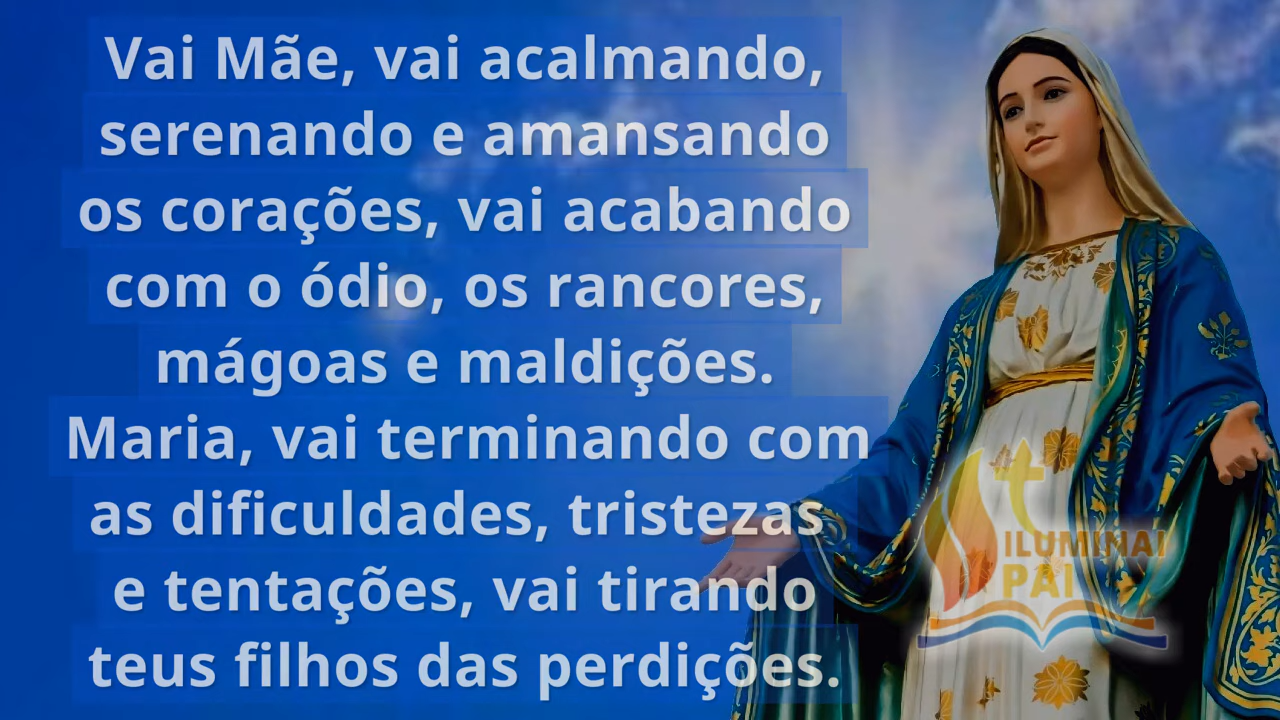 Vai Mãe, vai acalmando,
serenando e amansando
os corações, vai acabando
com o ódio, os rancores,
mágoas e maldições.
Maria, vai terminando com
as dificuldades, tristezas
e tentações, vai tirando
teus filhos das perdições.
ILUMINAI
PAI